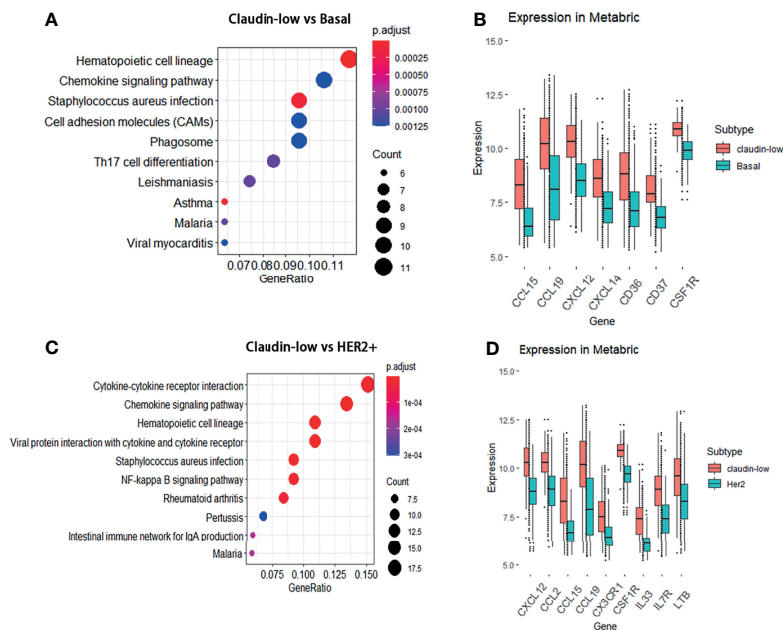 A
Claudin-low vs Basal
Hematopoietic cell lineage
Chemokine signaling pathway
Staphylococcus aureus infection
Cell adhesion molecules (CAMs)
Phagosome
Th17 cell differentiation
Leishmaniasis
Asthma
Malaria
Viral myocarditis
0.070.080.090.100.11
GeneRatio
p.adjust
0.00025
0.00050
0.00075
0.00100
0.00125
Count
6
7
8
9
10
11
B
Expression in Metabric
15.0
12.5
10.0
7.5
5.0
Expression
CCL15
CCL19
CXCL12
CXCL14
CD36
CD37
CSF1R
Gene
Subtype
claudin-low
Basal
C
Claudin-low vs HER2+
Cytokine-cytokine receptor interaction
Chemokine signaling pathway
Hematopoietic cell lineage
Viral protein interaction with cytokine and cytokine receptor
Staphylococcus aureus infection
NF-kappa B signaling pathway
Rheumatoid arthritis
Pertussis
Intestinal immune network for IgA production
Malaria
0.075
0.100
0.125
0.150
GeneRatio
p.adjust
1e-04
2e-04
3e-04
Count
7.5
10.0
12.5
15.0
17.5
D
Expression in Metabric
15.0
12.5
10.0
7.5
5.0
Expression
CXCL12
CCL2
CCL15
CCL19
CX3CR1
CSF1R
IL33
IL7R
LTB
Gene
Subtype
claudin-low
Her2